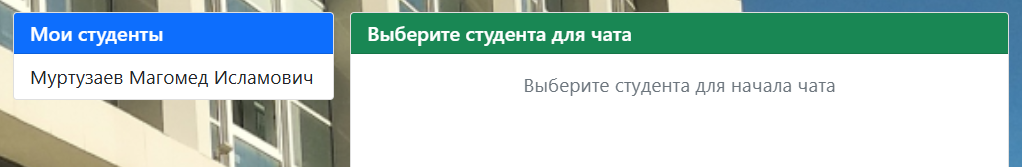 Мои студенты
Муртузаев Магомед Исламович
Выберите студента для чата
Выберите студента для начала чата